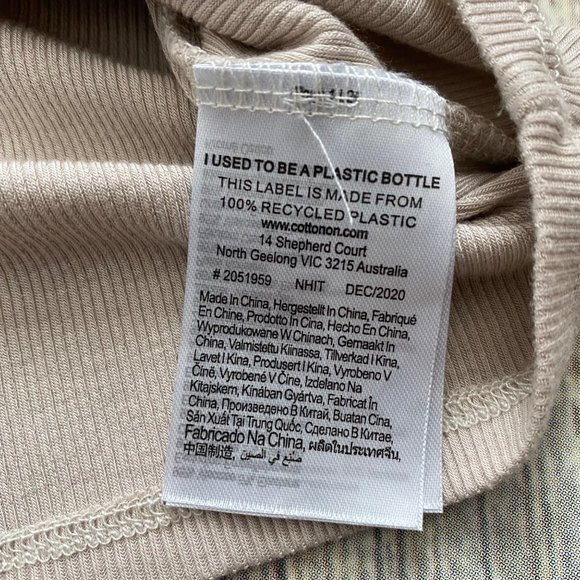 I USED TO BE A PLASTIC BOTTLE
THIS LABEL IS MADE FROM
100% RECYCLED PLASTIC
www.cottonon.com
14 Shepherd Court
North Geelong VIC 3215 Australia
# 2051959 NHIT DEC/2020
Made In China, Hergestellt In China, Fabriqué
En Chine, Prodotto In Cina, Hecho En China,
Wyprodukowane W Chinach, Gemaakt In
China, Valmistettu Kiinassa, Tillverkad I Kina,
Lavet I Kina, Produsert I Kina, Vyrobeno V
Číně, Vyrobené V Číne, Izdelano Na
Kitajskem, Kínában Gyártva, Fabricat În
China, Произведено В Китай, Buatan Cina,
Sản Xuất Tại Trung Quốc, Сделано В Китае,
Fabricado Na China, ผลิตในประเทศจีน,
中国制造, صنع في الصين